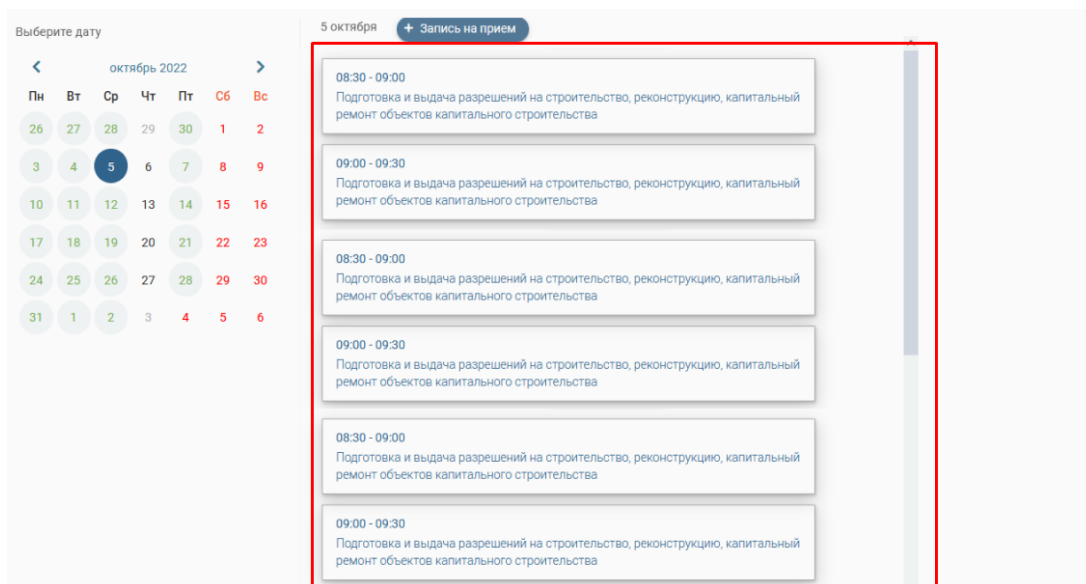 Выберите дату
октябрь 2022
Пн Вт Ср Чт Пт Сб Вс
26 27 28 29 30 1 2
3 4 5 6 7 8 9
10 11 12 13 14 15 16
17 18 19 20 21 22 23
24 25 26 27 28 29 30
31 1 2 3 4 5 6
5 октября + Запись на прием
08:30 - 09:00
Подготовка и выдача разрешений на строительство, реконструкцию, капитальный
ремонт объектов капитального строительства
09:00 - 09:30
Подготовка и выдача разрешений на строительство, реконструкцию, капитальный
ремонт объектов капитального строительства
08:30 - 09:00
Подготовка и выдача разрешений на строительство, реконструкцию, капитальный
ремонт объектов капитального строительства
09:00 - 09:30
Подготовка и выдача разрешений на строительство, реконструкцию, капитальный
ремонт объектов капитального строительства
08:30 - 09:00
Подготовка и выдача разрешений на строительство, реконструкцию, капитальный
ремонт объектов капитального строительства
09:00 - 09:30
Подготовка и выдача разрешений на строительство, реконструкцию, капитальный
ремонт объектов капитального строительства